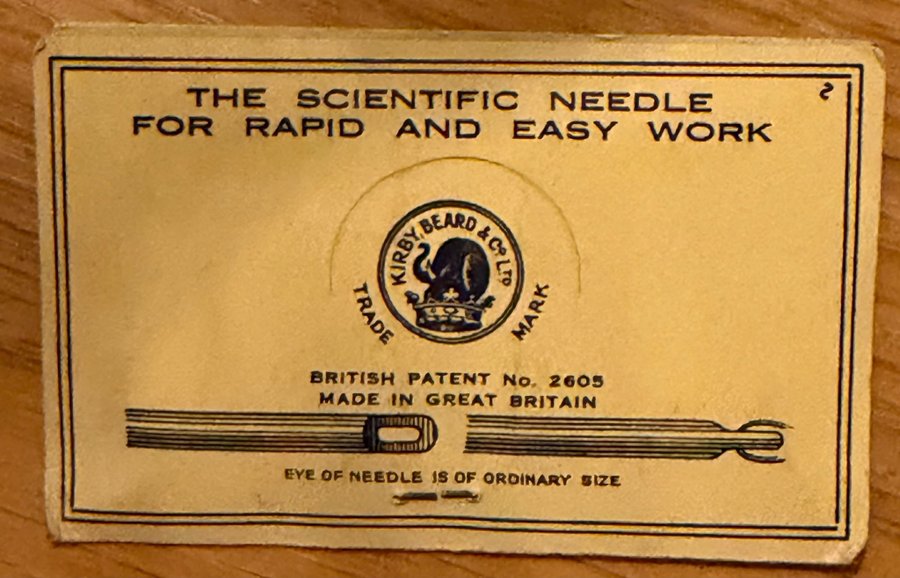 THE SCIENTIFIC NEEDLE
FOR RAPID AND EASY WORK
KIRBY, BEARD & Co. LTD
TRADE MARK
BRITISH PATENT No. 2605
MADE IN GREAT BRITAIN
EYE OF NEEDLE IS OF ORDINARY SIZE